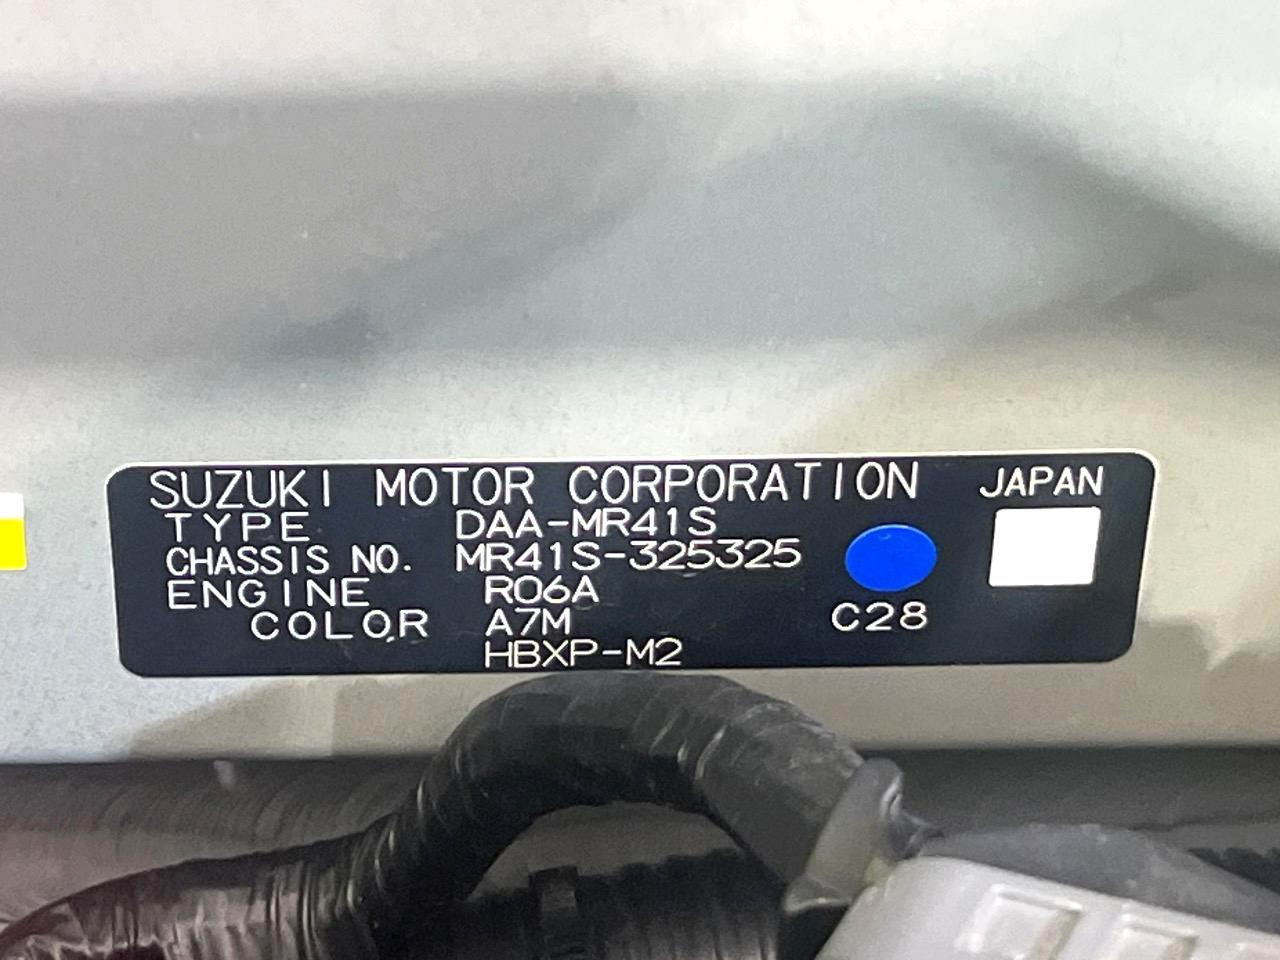 SUZUKI MOTOR CORPORATION JAPAN
TYPE DAA-MR41S
CHASSIS NO. MR41S-325325
ENGINE R06A
COLOR A7M C28
HBXP-M2